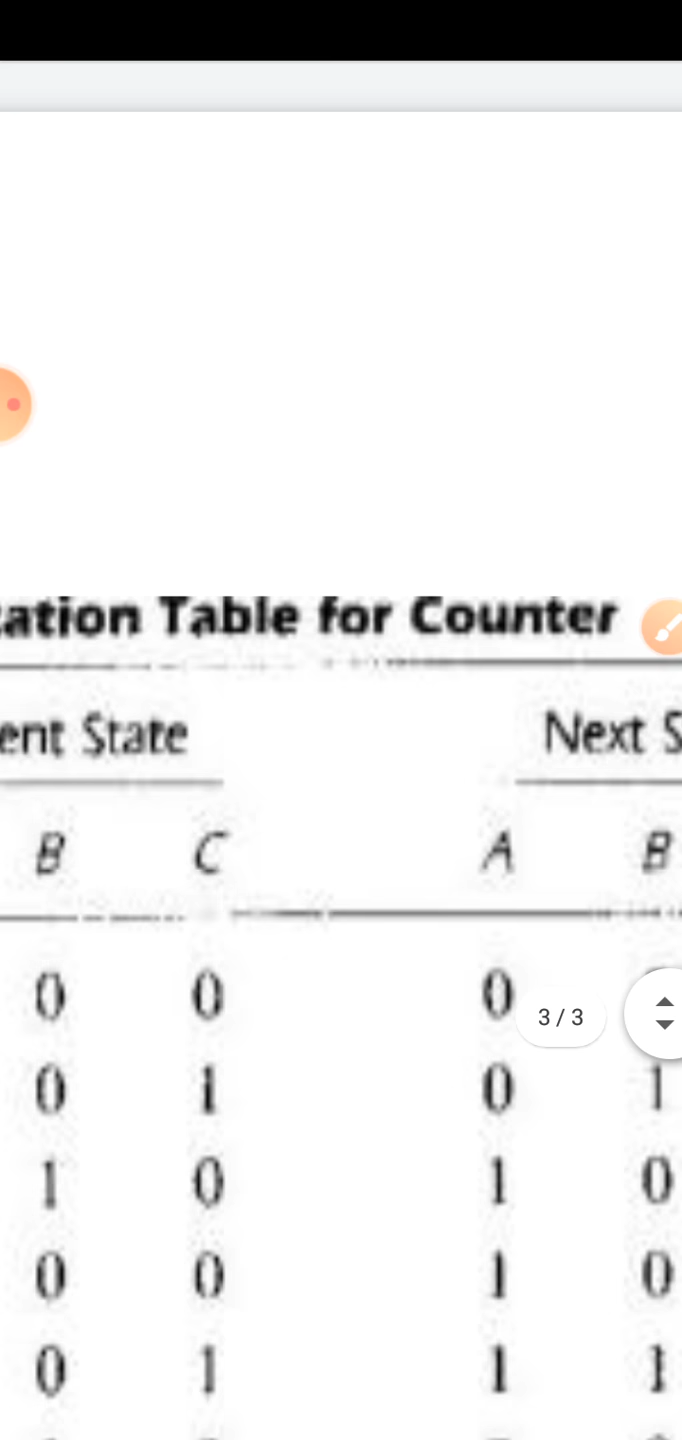 ation Table for Counter
ent State Next S
B C A B
0 0 0
3 / 3
0 1 0 1
1 0 1 0
0 0 1 0
0 1 1 1